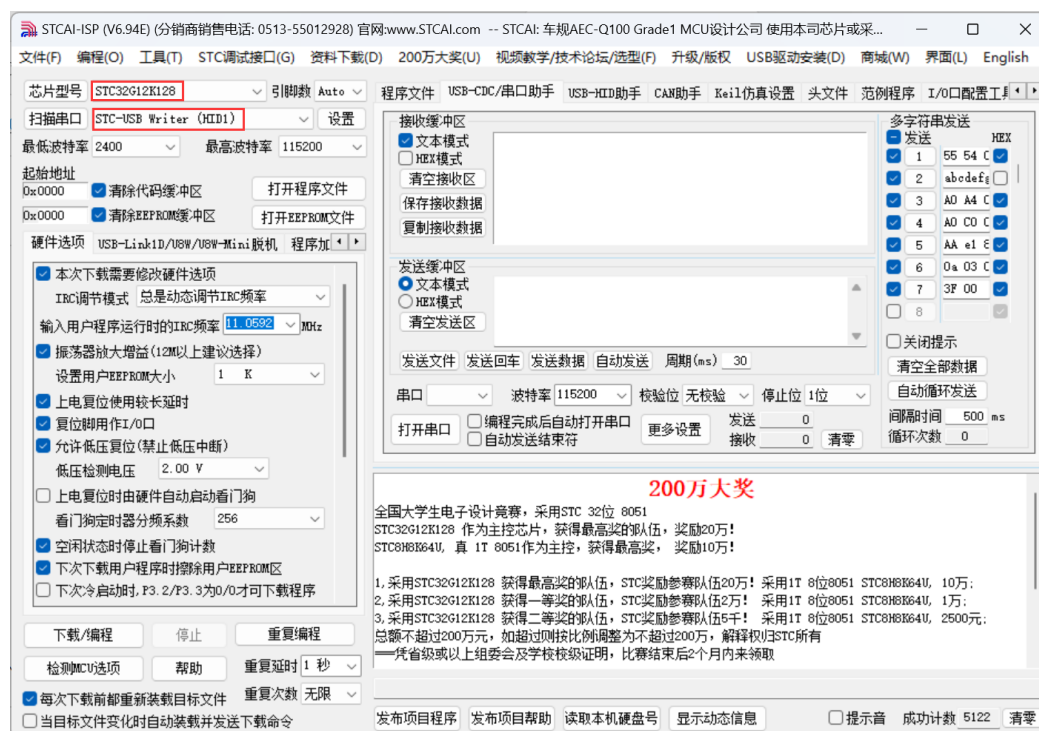 STCAI-ISP (V6.94E) (分销商销售电话: 0513-55012928) 官网:www.STCAI.com -- STCAI: 车规AEC-Q100 Grade1 MCU设计公司 使用本司芯片或采...
文件(F) 编程(O) 工具(T) STC调试接口(G) 资料下载(D) 200万大奖(U) 视频教学/技术论坛/选型(F) 升级/版权 USB驱动安装(D) 商城(W) 界面(L) English
芯片型号 STC32G12K128 引脚数 Auto
扫描串口 STC-USB Writer (HID1) 设置
最低波特率 2400 最高波特率 115200
起始地址
0x0000 清除代码缓冲区 打开程序文件
0x0000 清除EEPROM缓冲区 打开EEPROM文件
硬件选项 USB-Link1D/U8W/U8W-Mini脱机 程序加
本次下载需要修改硬件选项
IRC调节模式 总是动态调节IRC频率
输入用户程序运行时的IRC频率 11.0592 MHz
振荡器放大增益(12M以上建议选择)
设置用户EEPROM大小 1 K
上电复位使用较长延时
复位脚用作I/O口
允许低压复位(禁止低压中断)
低压检测电压 2.00 V
上电复位时由硬件自动启动看门狗
看门狗定时器分频系数 256
空闲状态时停止看门狗计数
下次下载用户程序时擦除用户EEPROM区
下次冷启动时,P3.2/P3.3为0/0才可下载程序
下载/编程 停止 重复编程
检测MCU选项 帮助 重复延时 1 秒
每次下载前都重新装载目标文件 重复次数 无限
当目标文件变化时自动装载并发送下载命令
程序文件 USB-CDC/串口助手 USB-HID助手 CAN助手 Keil仿真设置 头文件 范例程序 I/O口配置工具
接收缓冲区
文本模式
HEX模式
清空接收区
保存接收数据
复制接收数据
发送缓冲区
文本模式
HEX模式
清空发送区
发送文件 发送回车 发送数据 自动发送 周期(ms) 30
串口 波特率 115200 校验位 无校验 停止位 1位
打开串口 编程完成后自动打开串口 更多设置 发送 0
自动发送结束符 接收 0 清零
多字符串发送
发送 HEX
1 55 54 C
2 abcdefg
3 A0 A4 C
4 A0 C0 C
5 AA e1 8
6 0a 03 C
7 3F 00
8
关闭提示
清空全部数据
自动循环发送
间隔时间 500 ms
循环次数 0
200万大奖
全国大学生电子设计竞赛，采用STC 32位 8051
STC32G12K128 作为主控芯片，获得最高奖的队伍，奖励20万!
STC8H8K64U, 真 1T 8051作为主控，获得最高奖， 奖励10万!
1,采用STC32G12K128 获得最高奖的队伍，STC奖励参赛队伍20万! 采用1T 8位8051 STC8H8K64U, 10万;
2,采用STC32G12K128 获得一等奖的队伍，STC奖励参赛队伍2万! 采用1T 8位8051 STC8H8K64U, 1万;
3,采用STC32G12K128 获得二等奖的队伍，STC奖励参赛队伍5千! 采用1T 8位8051 STC8H8K64U, 2500元;
总额不超过200万元，如超过则按比例调整为不超过200万，解释权归STC所有
===凭省级或以上组委会及学校校级证明，比赛结束后2个月内来领取
发布项目程序 发布项目帮助 读取本机硬盘号 显示动态信息 提示音 成功计数 5122 清零